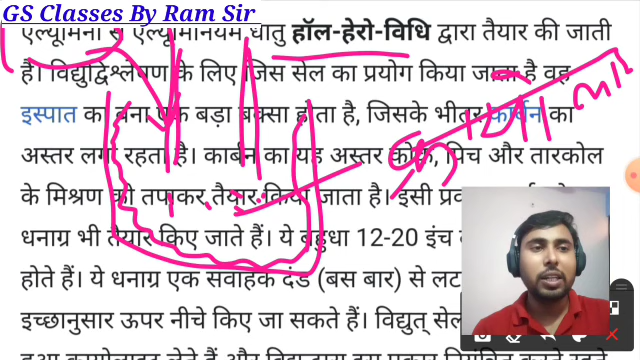 GS Classes By Ram Sir
एल्यूमिना से एल्यूमिनियम धातु हॉल-हेरो-विधि द्वारा तैयार की जाती
है। विद्युद्विश्लेषण के लिए जिस सेल का प्रयोग किया जाता है वह
इस्पात का बना एक बड़ा बक्सा होता है, जिसके भीतर कार्बन का
अस्तर लगा रहता है। कार्बन का यह अस्तर कोक, पिच और तारकोल
के मिश्रण को तपाकर तैयार किया जाता है। इसी
धनाग्र भी तैयार किए जाते हैं। ये बहुधा 12-20 इंच
होते हैं। ये धनाग्र एक संवाहक दंड (बस बार) से
इच्छानुसार ऊपर नीचे किए जा सकते हैं। विद्युत्